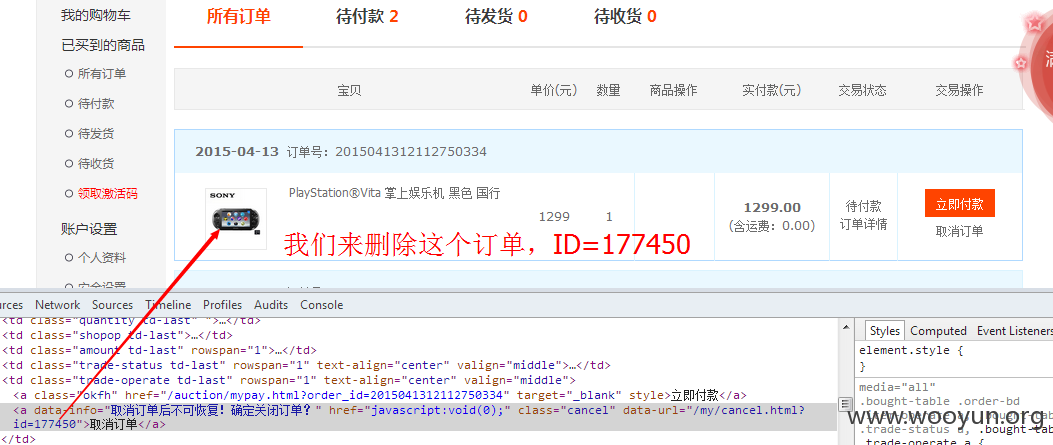 我的购物车
所有订单
待付款 2
待发货 0
待收货 0
已买到的商品
所有订单
待付款
待发货
待收货
领取激活码
账户设置
个人资料
安全设置
宝贝
单价(元)
数量
商品操作
实付款(元)
交易状态
交易操作
满
2015-04-13 订单号：2015041312112750334
SONY
PlayStation®Vita 掌上娱乐机 黑色 国行
1299
1
1299.00
(含运费：0.00)
待付款
订单详情
立即付款
取消订单
我们来删除这个订单，ID=177450
urces Network Sources Timeline Profiles Audits Console
<td class="quantity td-last" ">…</td>
<td class="shopop td-last">…</td>
<td class="amount td-last" rowspan="1">…</td>
<td class="trade-status td-last" rowspan="1" text-align="center" valign="middle">…</td>
<td class="trade-operate td-last" rowspan="1" text-align="center" valign="middle">
<a class="okfh" href="/auction/mypay.html?order_id=2015041312112750334" target="_blank" style>立即付款</a>
<a data-info="取消订单后不可恢复！确定关闭订单？" href="javascript:void(0);" class="cancel" data-url="/my/cancel.html?
id=177450">取消订单</a>
</td>
Styles Computed Event Listeners
element.style {
}
media="all"
.bought-table .order-bd
.trade-status a, .bought-tab
.trade-operate a {
www.wooyun.org